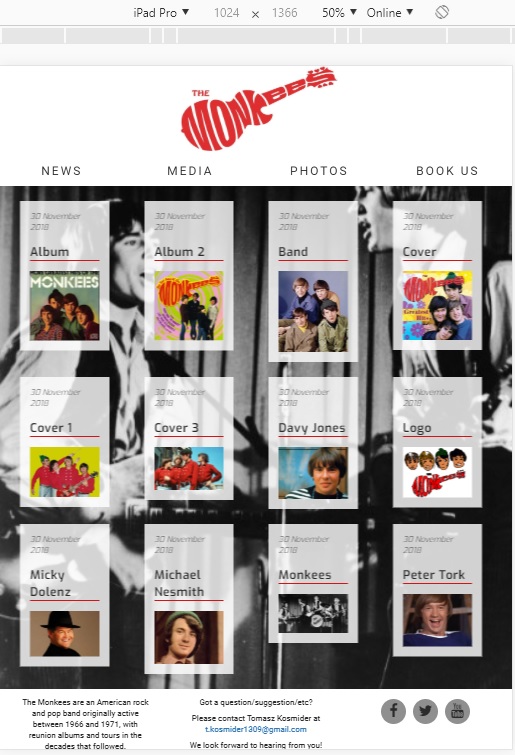 iPad Pro ▼ 1024 × 1366 50% ▼ Online ▼
THE
MONKEES
NEWS MEDIA PHOTOS BOOK US
30 November
2018
Album
MONKEES
30 November
2018
Album 2
MONKEES
30 November
2018
Band
30 November
2018
Cover
MONKEES
Greatest
Hits
30 November
2018
Cover 1
30 November
2018
Cover 3
30 November
2018
Davy Jones
30 November
2018
Logo
MONKEES
30 November
2018
Micky
Dolenz
30 November
2018
Michael
Nesmith
30 November
2018
Monkees
30 November
2018
Peter Tork
The Monkees are an American rock
and pop band originally active
between 1966 and 1971, with
reunion albums and tours in the
decades that followed.
Got a question/suggestion/etc?
Please contact Tomasz Kosmider at
t.kosmider1309@gmail.com
We look forward to hearing from you!
You
Tube